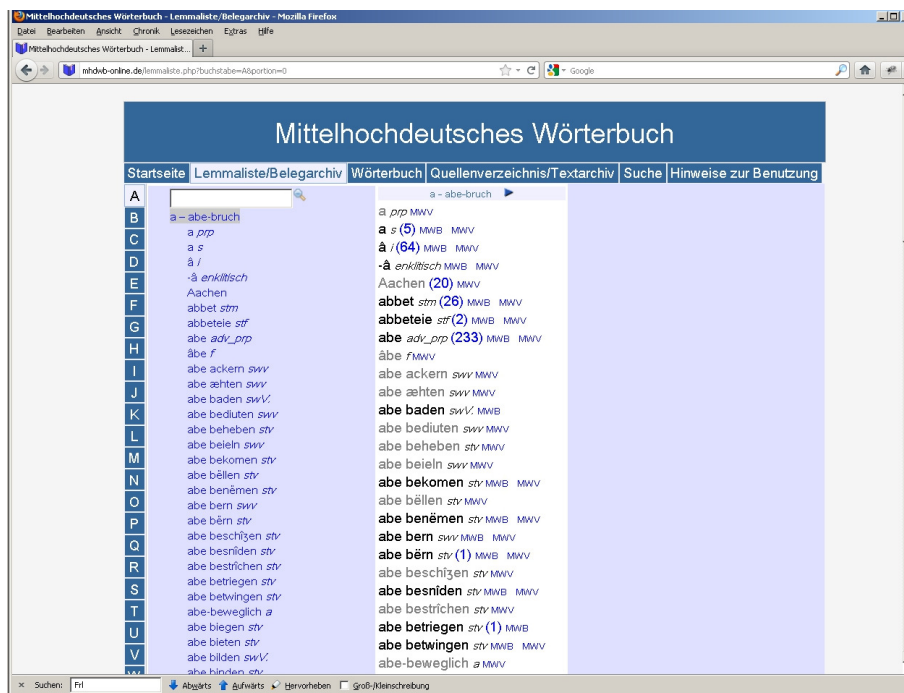 Mittelhochdeutsches Wörterbuch - Lemmaliste/Belegarchiv - Mozilla Firefox
Datei Bearbeiten Ansicht Chronik Lesezeichen Extras Hilfe
Mittelhochdeutsches Wörterbuch - Lemmalist... +
mhdwb-online.de/lemmaliste.php?buchstabe=A&portion=0
Google
Mittelhochdeutsches Wörterbuch
Startseite Lemmaliste/Belegarchiv Wörterbuch Quellenverzeichnis/Textarchiv Suche Hinweise zur Benutzung
A
B
C
D
E
F
G
H
I
J
K
L
M
N
O
P
Q
R
S
T
U
V
W
a – abe-bruch
a prp
a s
â i
-â enklitisch
Aachen
abbet stm
abbeteie stf
abe adv_prp
âbe f
abe ackern swv
abe æhten swv
abe baden swV.
abe bediuten swv
abe beheben stv
abe beieln swv
abe bekomen stv
abe bëllen stv
abe benëmen stv
abe bern swv
abe bërn stv
abe beschîʒen stv
abe besnîden stv
abe bestrîchen stv
abe betriegen stv
abe betwingen stv
abe-beweglich a
abe biegen stv
abe bieten stv
abe bilden swV.
abe binden stv
a – abe-bruch
a prp MWV
a s (5) MWB MWV
â i (64) MWB MWV
-â enklitisch MWB MWV
Aachen (20) MWV
abbet stm (26) MWB MWV
abbeteie stf (2) MWB MWV
abe adv_prp (233) MWB MWV
âbe f MWV
abe ackern swv MWV
abe æhten swv MWV
abe baden swV. MWB
abe bediuten swv MWV
abe beheben stv MWV
abe beieln swv MWV
abe bekomen stv MWB MWV
abe bëllen stv MWV
abe benëmen stv MWB MWV
abe bern swv MWB MWV
abe bërn stv (1) MWB MWV
abe beschîʒen stv MWV
abe besnîden stv MWB MWV
abe bestrîchen stv MWV
abe betriegen stv (1) MWB
abe betwingen stv MWB MWV
abe-beweglich a MWV
× Suchen: Frl Abwärts Aufwärts Hervorheben Groß-/Kleinschreibung